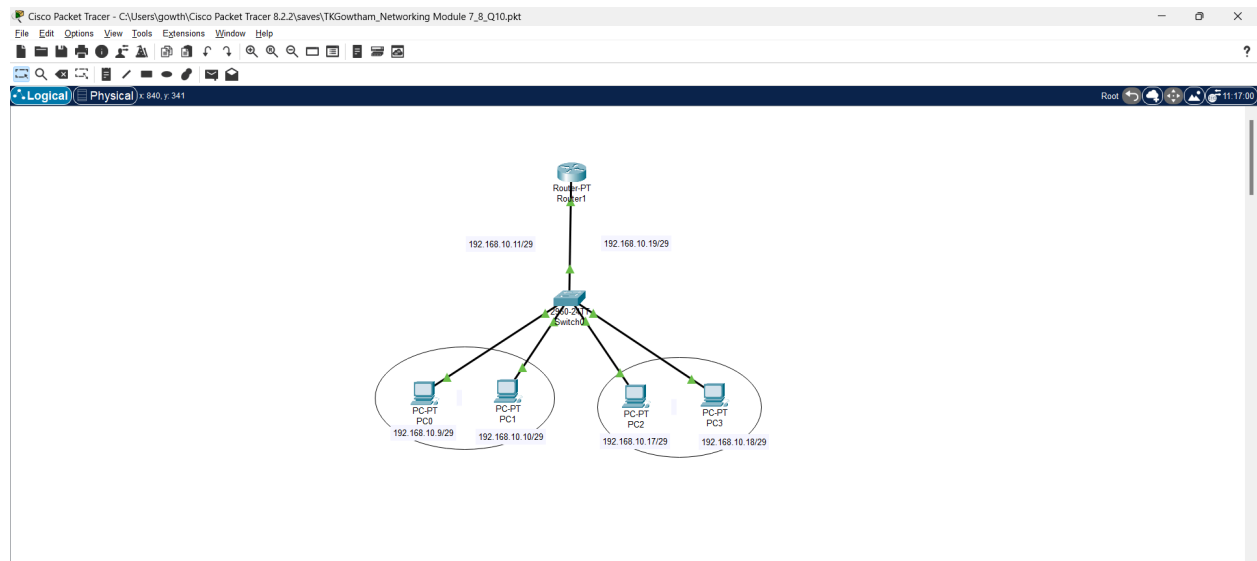 Cisco Packet Tracer - C:\Users\gowth\Cisco Packet Tracer 8.2.2\saves\TKGowtham_Networking Module 7_8_Q10.pkt
File Edit Options View Tools Extensions Window Help
?
Logical Physical x: 840, y: 341 Root 11:17:00
Router-PT
Router1
192.168.10.11/29 192.168.10.19/29
2960-24TT
Switch0
PC-PT
PC0
192.168.10.9/29
PC-PT
PC1
192.168.10.10/29
PC-PT
PC2
192.168.10.17/29
PC-PT
PC3
192.168.10.18/29